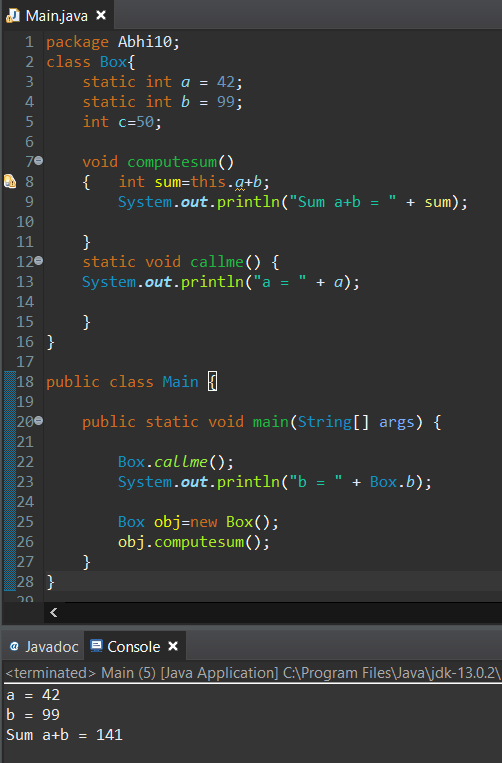 Main.java
1 package Abhi10;
2 class Box{
3     static int a = 42;
4     static int b = 99;
5     int c=50;
6
7     void computesum()
8     {   int sum=this.a+b;
9         System.out.println("Sum a+b = " + sum);
10
11     }
12     static void callme() {
13     System.out.println("a = " + a);
14
15     }
16 }
17
18 public class Main {
19
20     public static void main(String[] args) {
21
22         Box.callme();
23         System.out.println("b = " + Box.b);
24
25         Box obj=new Box();
26         obj.computesum();
27     }
28 }
29
@ Javadoc Console
<terminated> Main (5) [Java Application] C:\Program Files\Java\jdk-13.0.2\
a = 42
b = 99
Sum a+b = 141